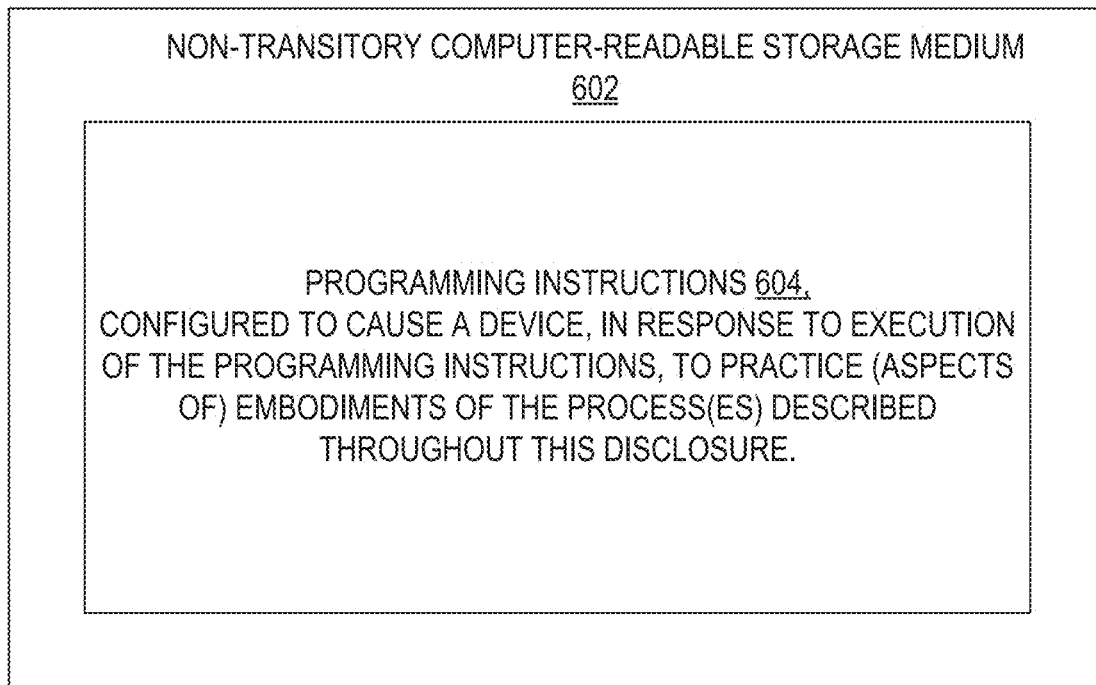 NON-TRANSITORY COMPUTER-READABLE STORAGE MEDIUM
602
PROGRAMMING INSTRUCTIONS 604,
CONFIGURED TO CAUSE A DEVICE, IN RESPONSE TO EXECUTION
OF THE PROGRAMMING INSTRUCTIONS, TO PRACTICE (ASPECTS
OF) EMBODIMENTS OF THE PROCESS(ES) DESCRIBED
THROUGHOUT THIS DISCLOSURE.